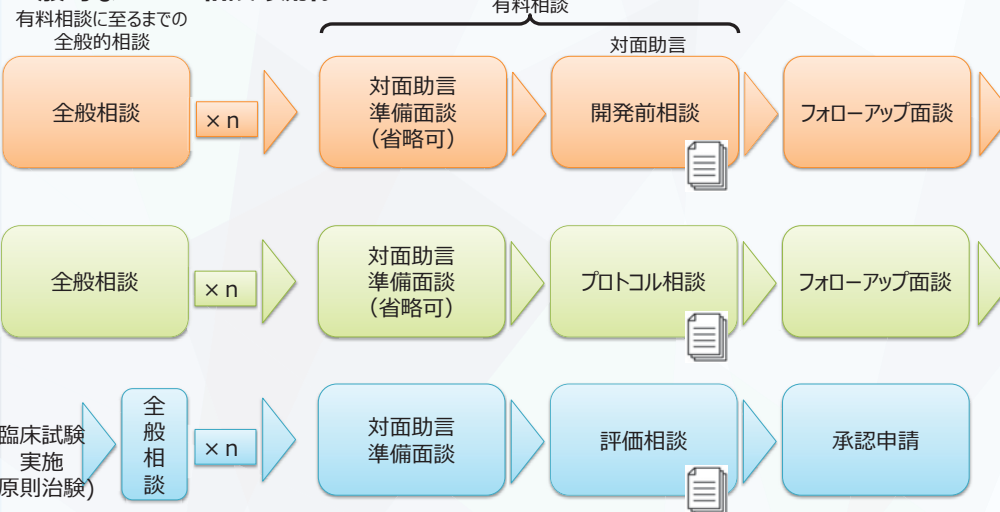 有料相談に至るまでの
全般的相談
有料相談
対面助言
全般相談
×n
対面助言
準備面談
（省略可）
開発前相談
フォローアップ面談
全般相談
×n
対面助言
準備面談
（省略可）
プロトコル相談
フォローアップ面談
臨床試験
実施
原則治験)
全
般
相
談
×n
対面助言
準備面談
評価相談
承認申請